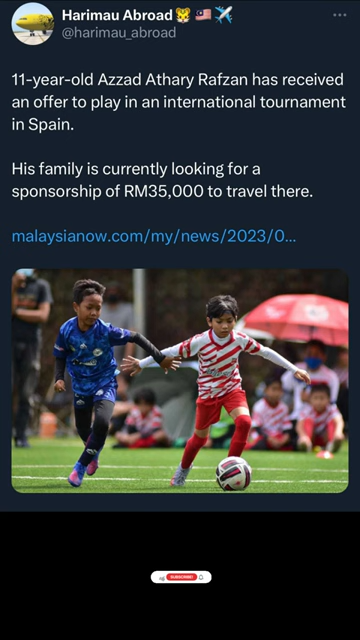 Harimau Abroad🐯 🇲🇾 ✈️
@harimau_abroad
11-year-old Azzad Athary Rafzan has received
an offer to play in an international tournament
in Spain.
His family is currently looking for a
sponsorship of RM35,000 to travel there.
malaysianow.com/my/news/2023/0...
SUBSCRIBE